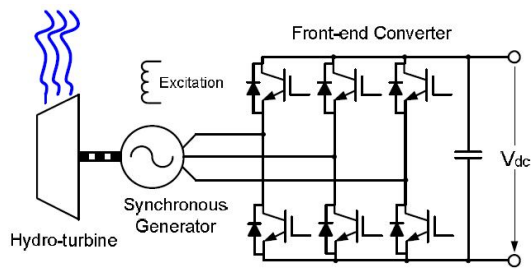 Front-end Converter
Excitation
Vdc
Synchronous
Generator
Hydro-turbine